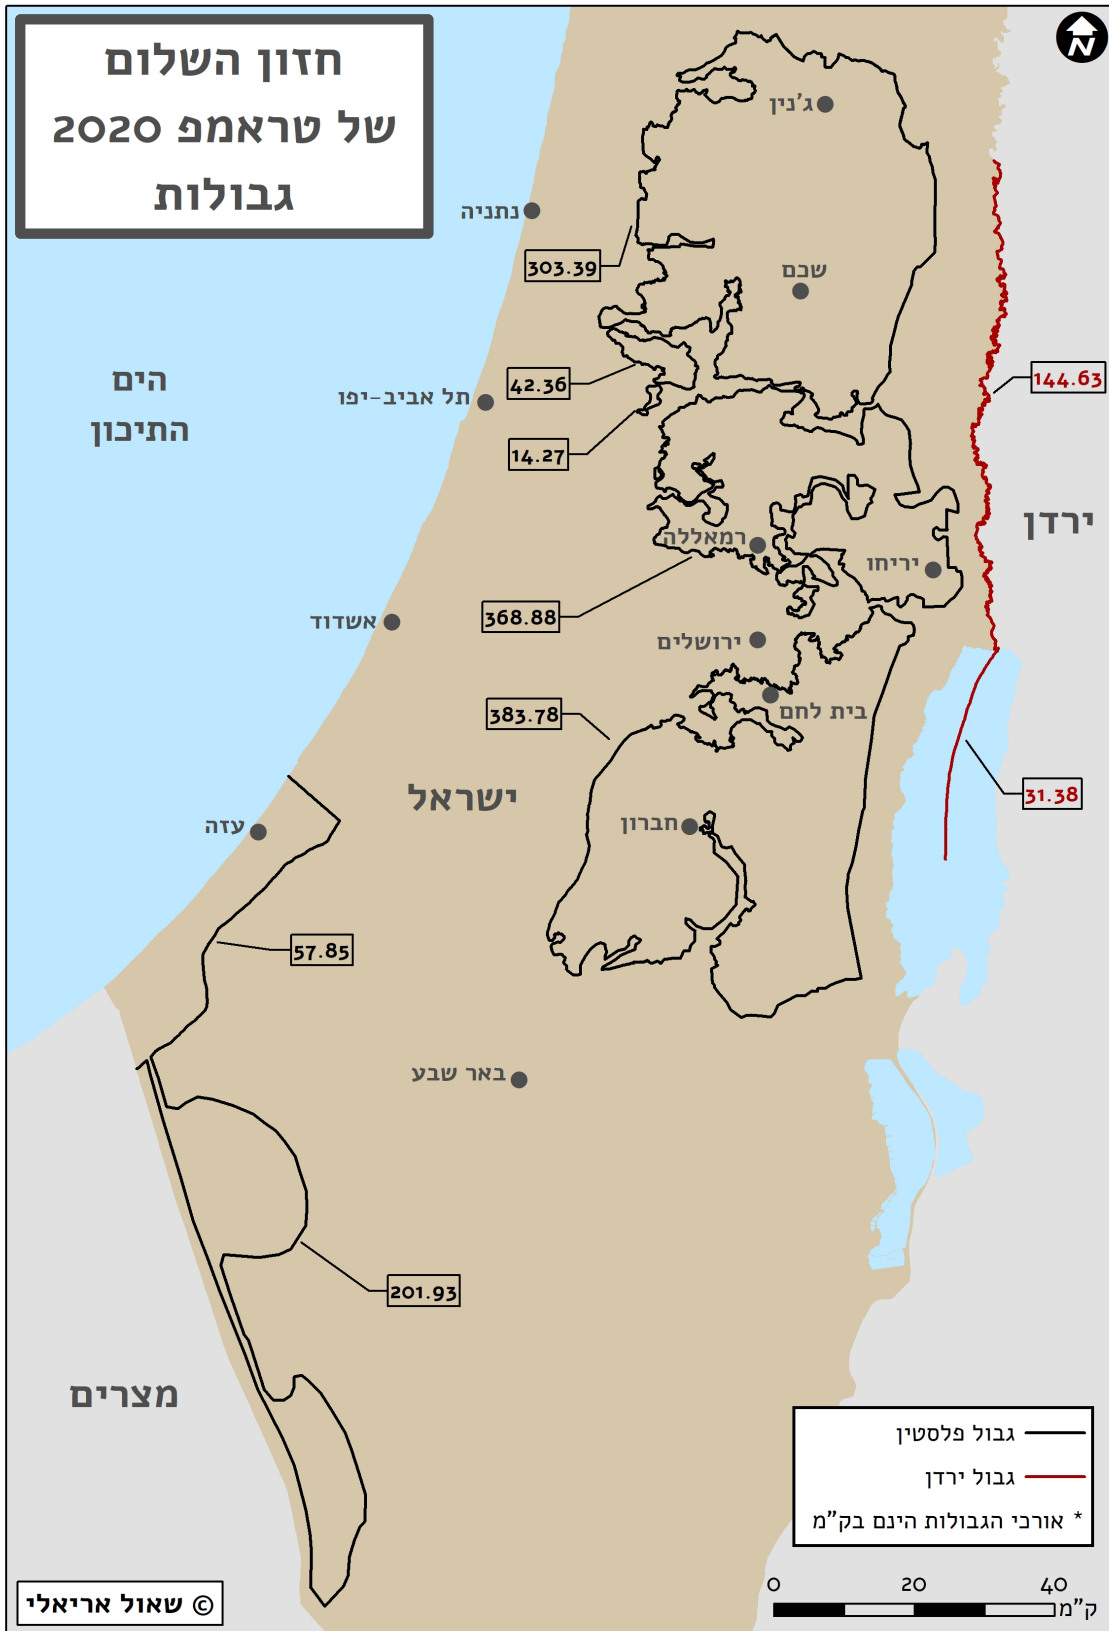 חזון השלום
של טראמפ 2020
גבולות
N
ג'נין
נתניה
303.39
שכם
הים
התיכון
144.63
42.36
תל אביב-יפו
14.27
ירדן
רמאללה
יריחו
368.88
אשדוד
ירושלים
383.78
בית לחם
ישראל
31.38
עזה
חברון
57.85
באר שבע
201.93
מצרים
גבול פלסטין
גבול ירדן
* אורכי הגבולות הינם בק"מ
0 20 40
ק"מ
© שאול אריאלי